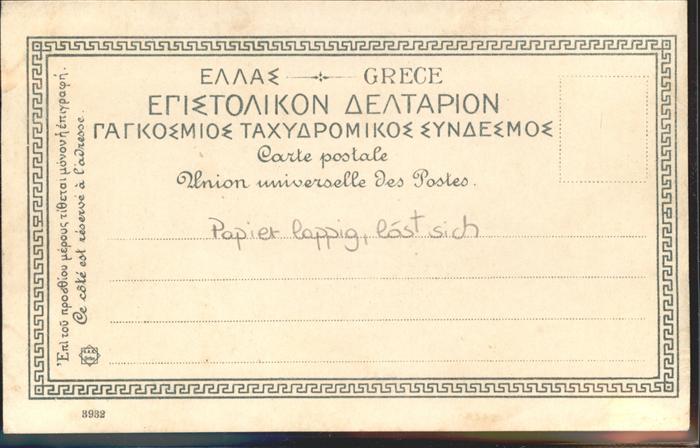 ΕΛΛΑΣ GRECE
ΕΠΙΣΤΟΛΙΚΟΝ ΔΕΛΤΑΡΙΟΝ
ΠΑΓΚΟΣΜΙΟΣ ΤΑΧΥΔΡΟΜΙΚΟΣ ΣΥΝΔΕΣΜΟΣ
Carte postale
Union universelle des Postes.
Papier lappig, löst sich
Ἐπὶ τοῦ προσθίου μέρους τίθεται μόνον ἡ ἐπιγραφή.
Ce côté est réservé à l'adresse.
3932